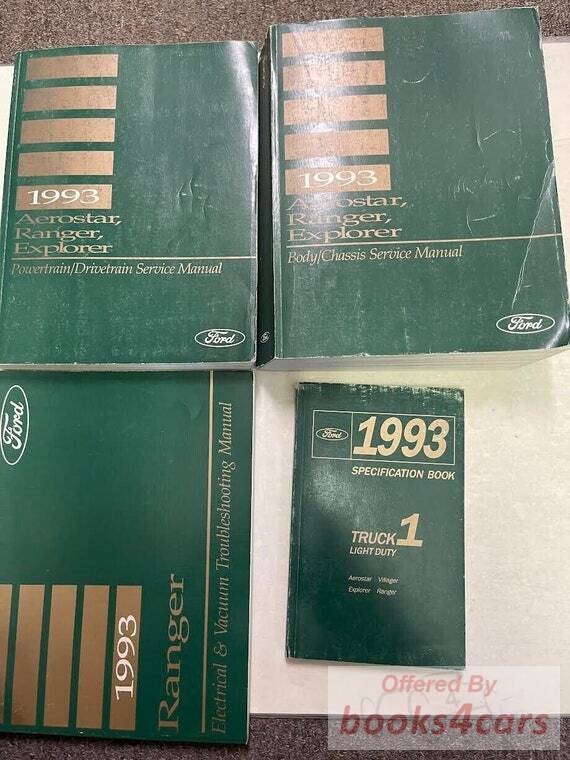 1993
Aerostar,
Ranger,
Explorer
Powertrain/Drivetrain Service Manual
Ford
1993
Aerostar,
Ranger,
Explorer
Body/Chassis Service Manual
Ford
Ford
1993
Ranger
Electrical & Vacuum Troubleshooting Manual
Ford
1993
SPECIFICATION BOOK
TRUCK 1
LIGHT DUTY
Aerostar Villager
Explorer Ranger
Offered By
books4cars